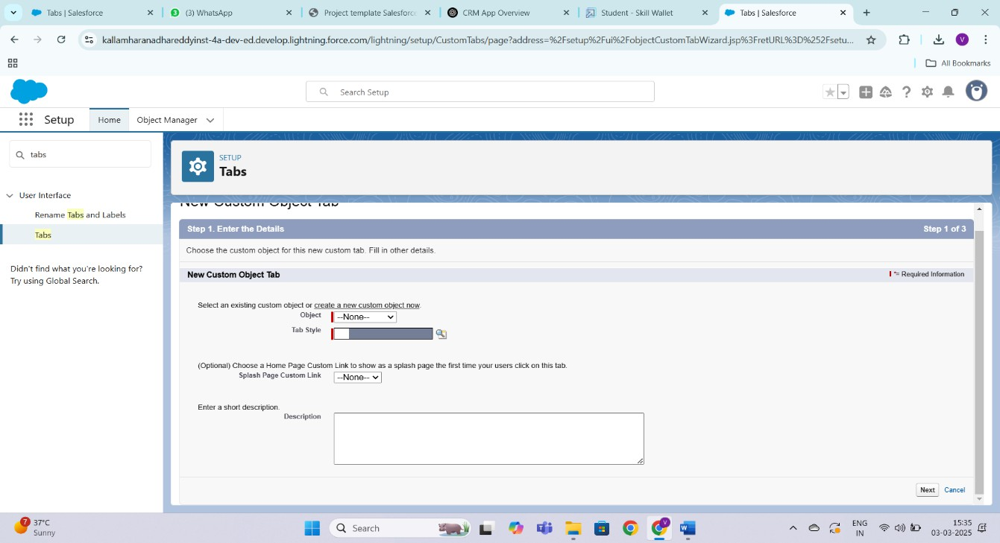 Tabs | Salesforce
(3) WhatsApp
Project template Salesforc
CRM App Overview
Student - Skill Wallet
Tabs | Salesforce
kallamharanadhareddyinst-4a-dev-ed.develop.lightning.force.com/lightning/setup/CustomTabs/page?address=%2Fsetup%2Fui%2FobjectCustomTabWizard.jsp%3FretURL%3D%252Fsetu...
V
All Bookmarks
Search Setup
Setup
Home
Object Manager
tabs
SETUP
Tabs
User Interface
Rename Tabs and Labels
Tabs
Didn't find what you're looking for?
Try using Global Search.
New Custom Object Tab
Step 1. Enter the Details
Step 1 of 3
Choose the custom object for this new custom tab. Fill in other details.
New Custom Object Tab
*= Required Information
Select an existing custom object or create a new custom object now.
Object --None--
Tab Style
(Optional) Choose a Home Page Custom Link to show as a splash page the first time your users click on this tab.
Splash Page Custom Link --None--
Enter a short description.
Description
Next Cancel
7
37°C
Sunny
Search
V
ENG
IN
15:35
03-03-2025